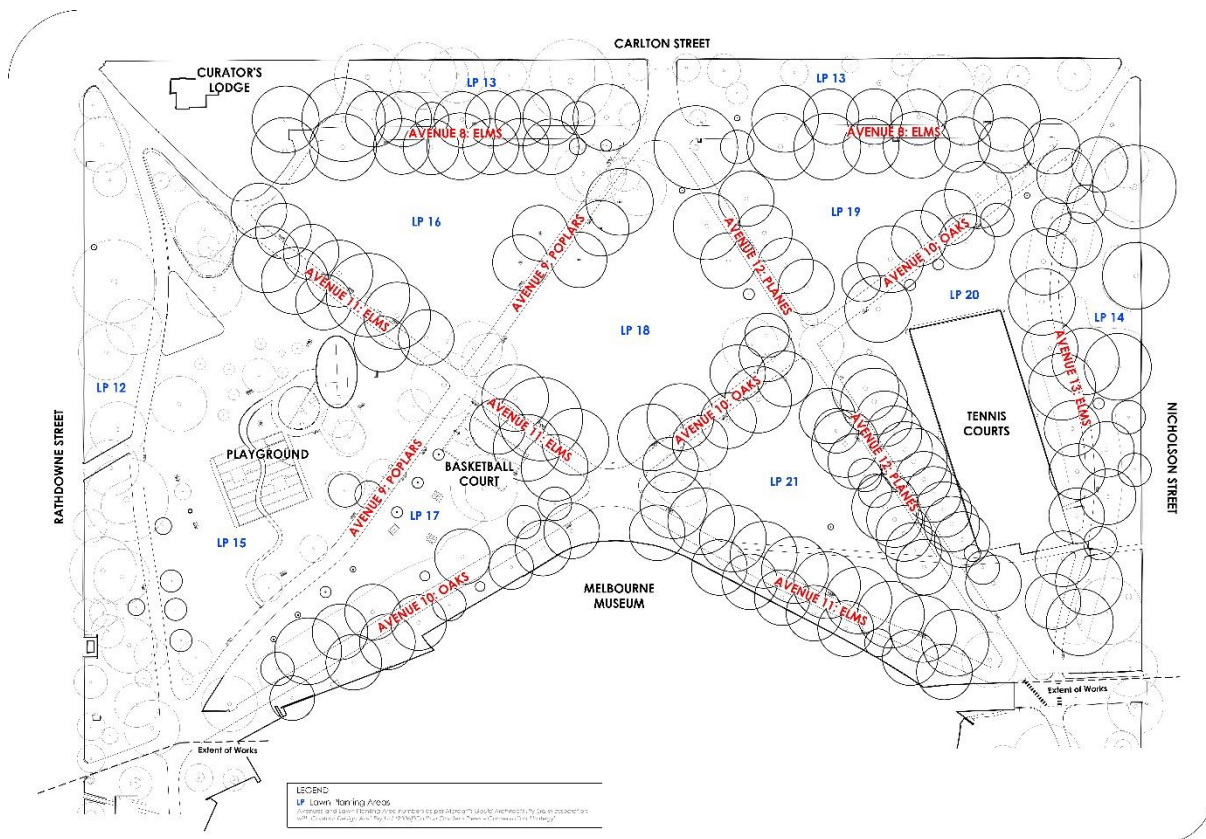 CARLTON STREET
CURATOR'S
LODGE
LP 13
LP 13
AVENUE 8: ELMS
AVENUE 8: ELMS
LP 16
LP 19
AVENUE 9: POPLARS
AVENUE 12: PLANES
AVENUE 10: OAKS
AVENUE 11: ELMS
LP 20
LP 18
LP 14
LP 12
AVENUE 13: ELMS
RATHDOWNE STREET
NICHOLSON STREET
TENNIS
COURTS
AVENUE 10: OAKS
AVENUE 11: ELMS
PLAYGROUND
AVENUE 9: POPLARS
BASKETBALL
COURT
AVENUE 12: PLANES
LP 21
LP 17
LP 15
MELBOURNE
MUSEUM
AVENUE 10: OAKS
AVENUE 11: ELMS
Extent of Works
Extent of Works
LEGEND
LP Lawn Planting Areas